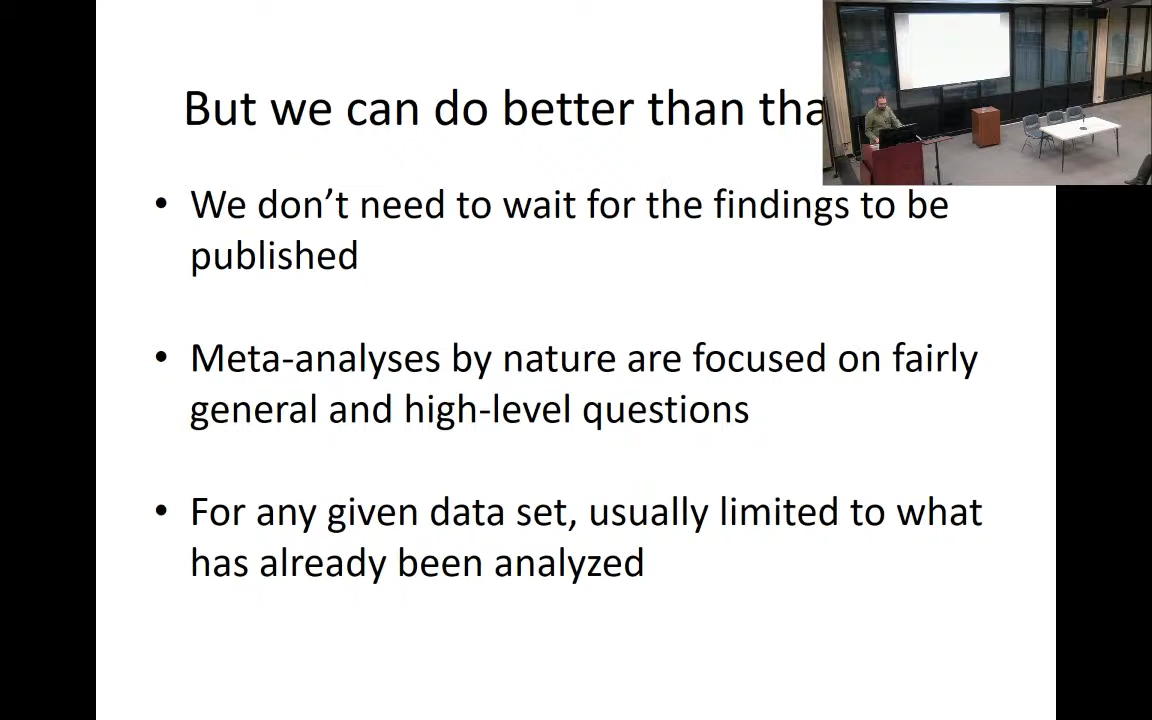 But we can do better than tha
• We don’t need to wait for the findings to be
published
• Meta-analyses by nature are focused on fairly
general and high-level questions
• For any given data set, usually limited to what
has already been analyzed